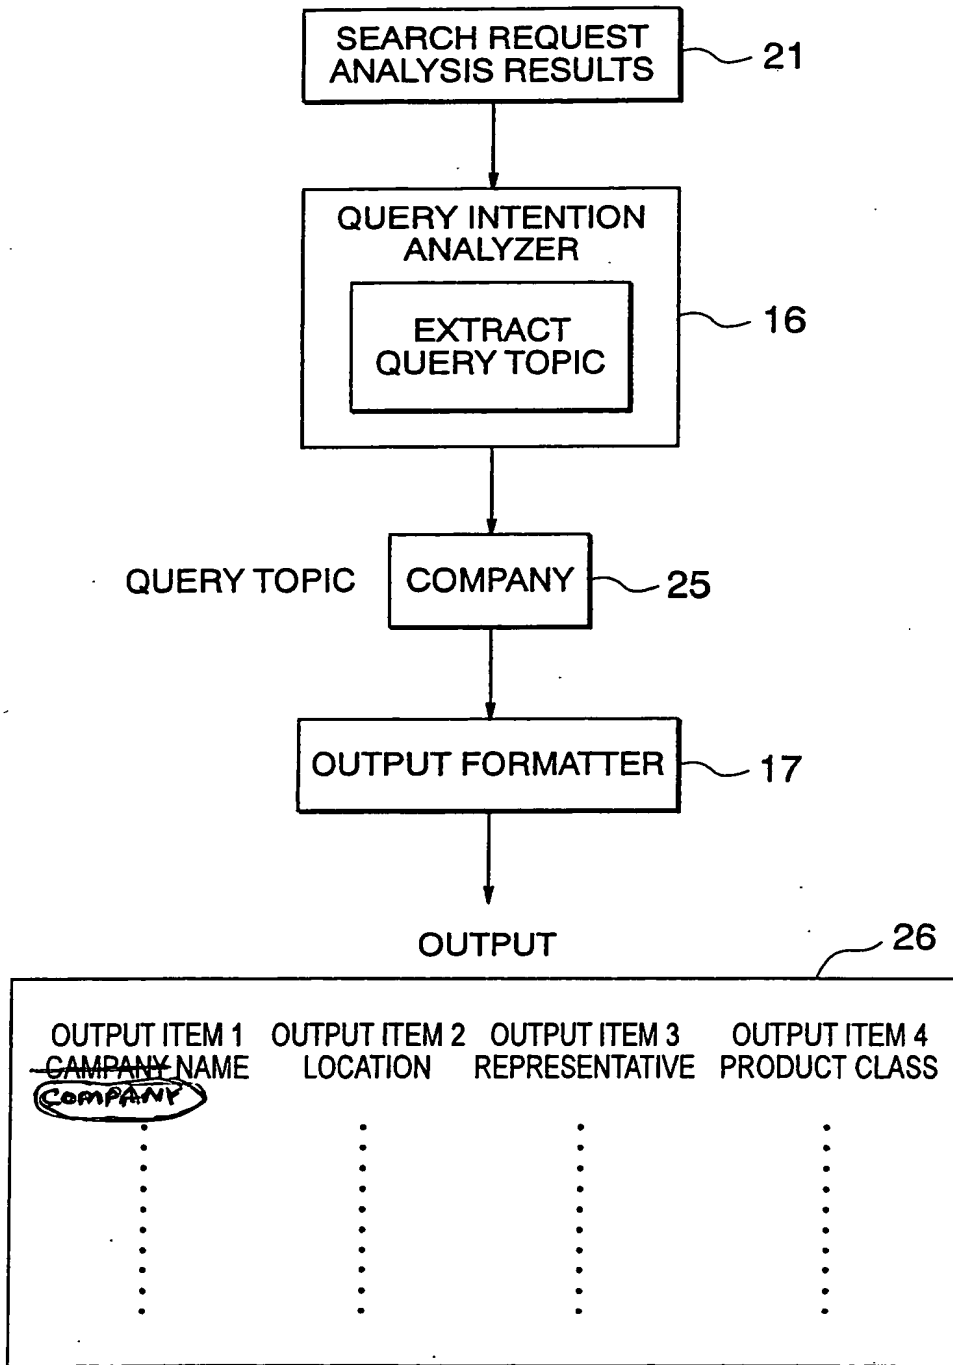 SEARCH REQUEST
ANALYSIS RESULTS
21
QUERY INTENTION
ANALYZER
EXTRACT
QUERY TOPIC
16
QUERY TOPIC
COMPANY
25
OUTPUT FORMATTER
17
OUTPUT
26
OUTPUT ITEM 1 OUTPUT ITEM 2 OUTPUT ITEM 3 OUTPUT ITEM 4
CAMPANY NAME LOCATION REPRESENTATIVE PRODUCT CLASS
COMPANY